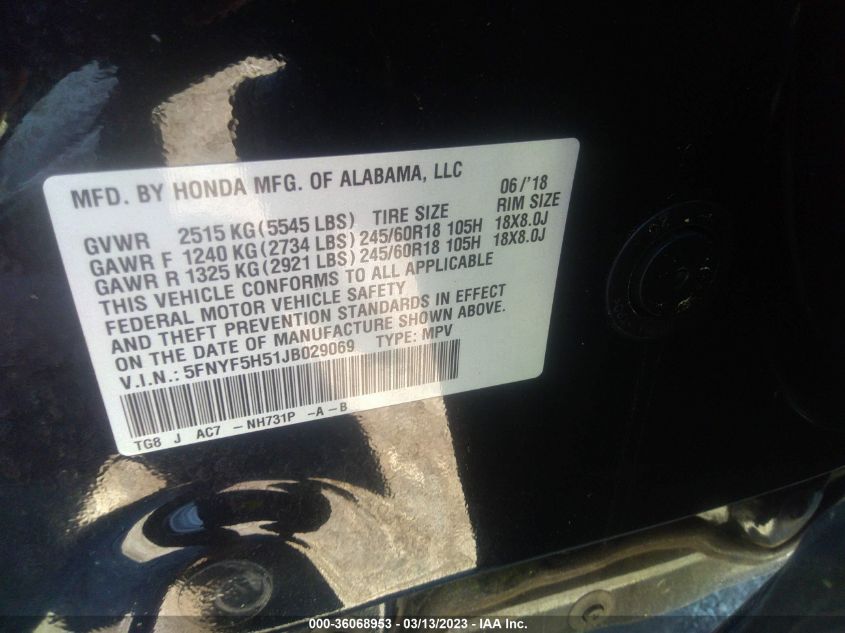 MFD. BY HONDA MFG. OF ALABAMA, LLC 06/'18
GVWR 2515 KG (5545 LBS) TIRE SIZE RIM SIZE
GAWR F 1240 KG (2734 LBS) 245/60R18 105H 18X8.0J
GAWR R 1325 KG (2921 LBS) 245/60R18 105H 18X8.0J
THIS VEHICLE CONFORMS TO ALL APPLICABLE
FEDERAL MOTOR VEHICLE SAFETY
AND THEFT PREVENTION STANDARDS IN EFFECT
ON THE DATE OF MANUFACTURE SHOWN ABOVE.
V.I.N.: 5FNYF5H51JB029069 TYPE: MPV
TG8 J AC7 - NH731P - A - B
000-36068953 - 03/13/2023 - IAA Inc.